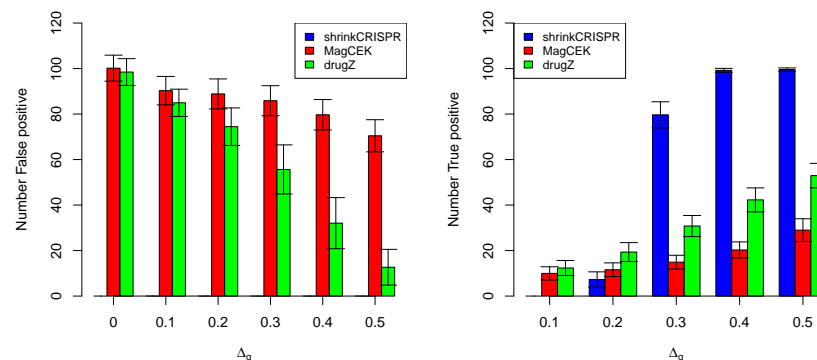 120
100
80
60
40
20
0
Number False positive
shrinkCRISPR
MagCEK
drugZ
0 0.1 0.2 0.3 0.4 0.5
Δg
120
100
80
60
40
20
0
Number True positive
shrinkCRISPR
MagCEK
drugZ
0.1 0.2 0.3 0.4 0.5
Δg